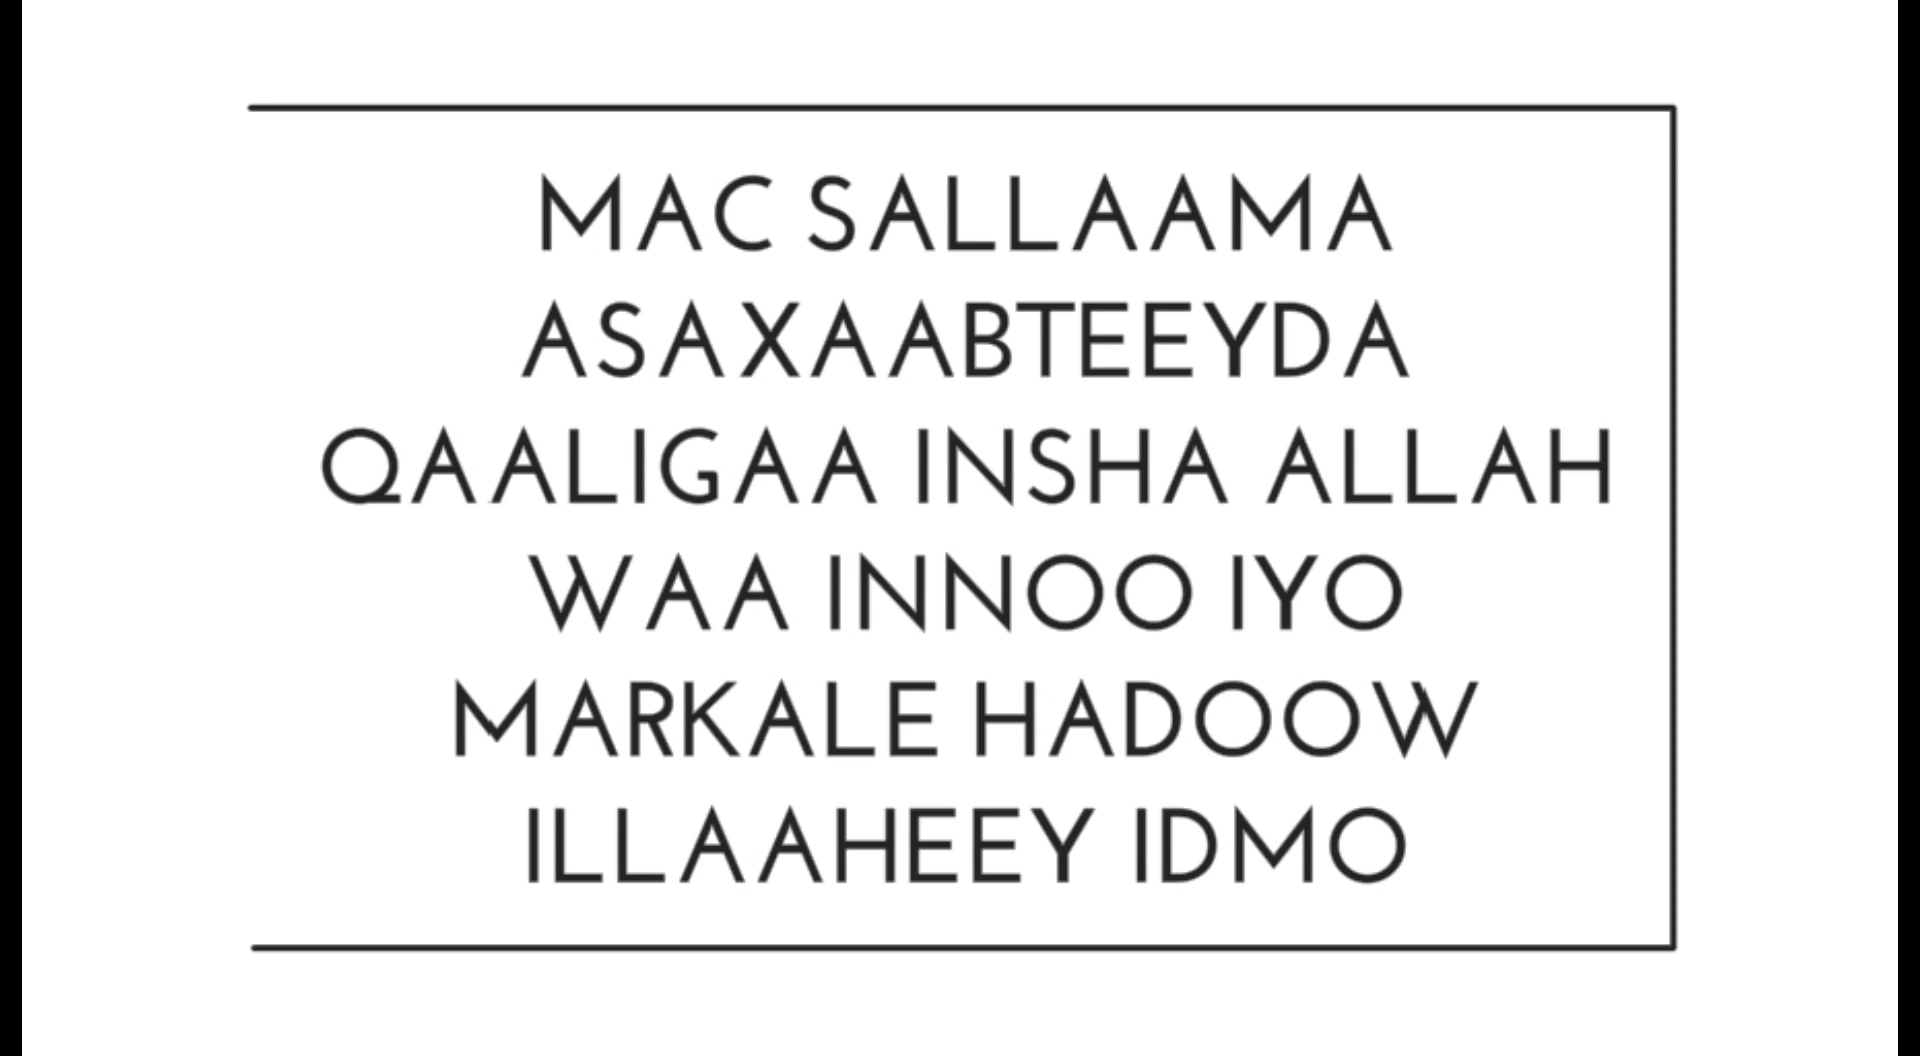 MAC SALLAAMA
ASAXAABTEEYDA
QAALIGAA INSHA ALLAH
WAA INNOO IYO
MARKALE HADOOW
ILLAAHEEY IDMO